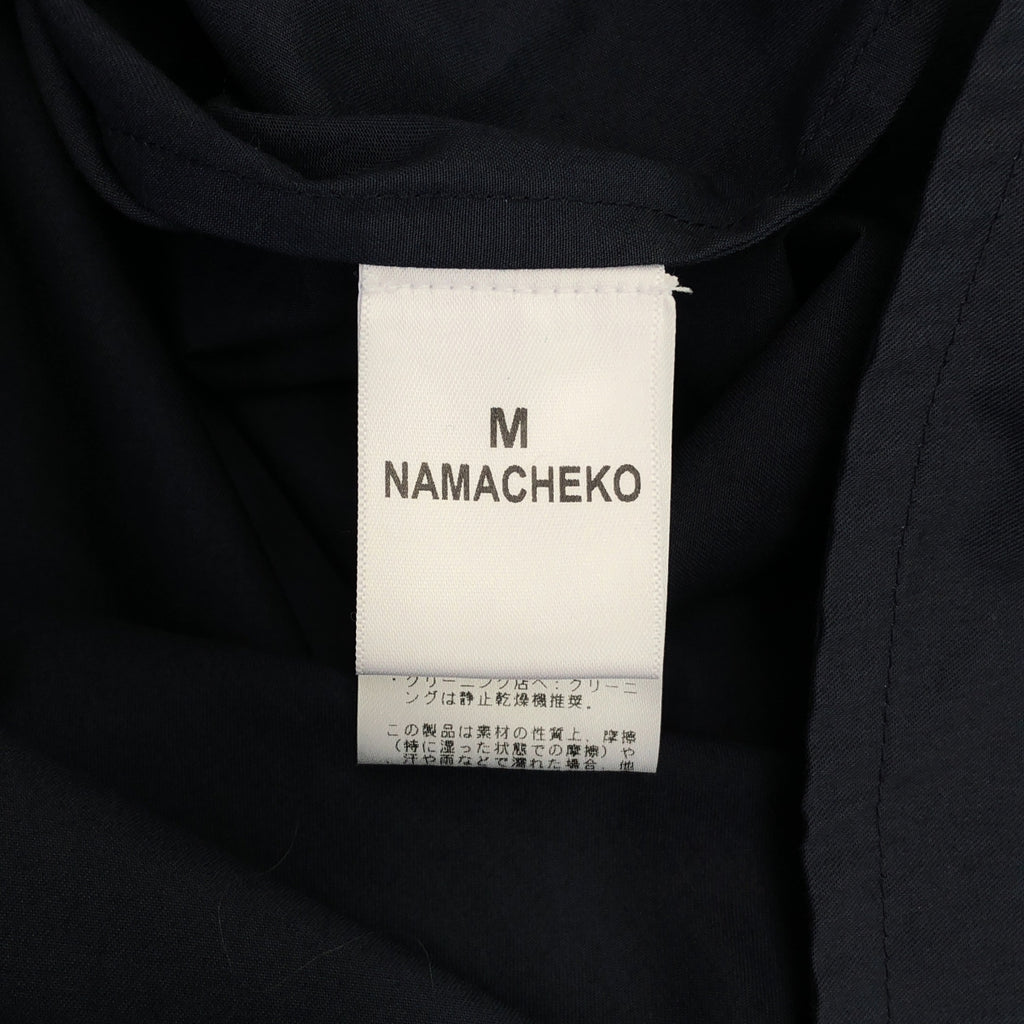 M
NAMACHEKO
・クリーニング店へ：クリーニ
ングは静止乾燥機推奨。
この製品は素材の性質上、摩擦
（特に湿った状態での摩擦）や
汗や雨などで濡れた場合、他